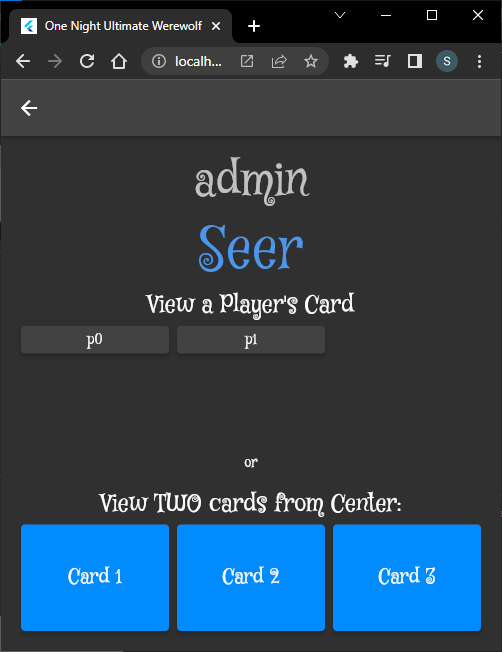 One Night Ultimate Werewolf
localh...
S
admin
Seer
View a Player's Card
p0 p1
or
View TWO cards from Center:
Card 1 Card 2 Card 3